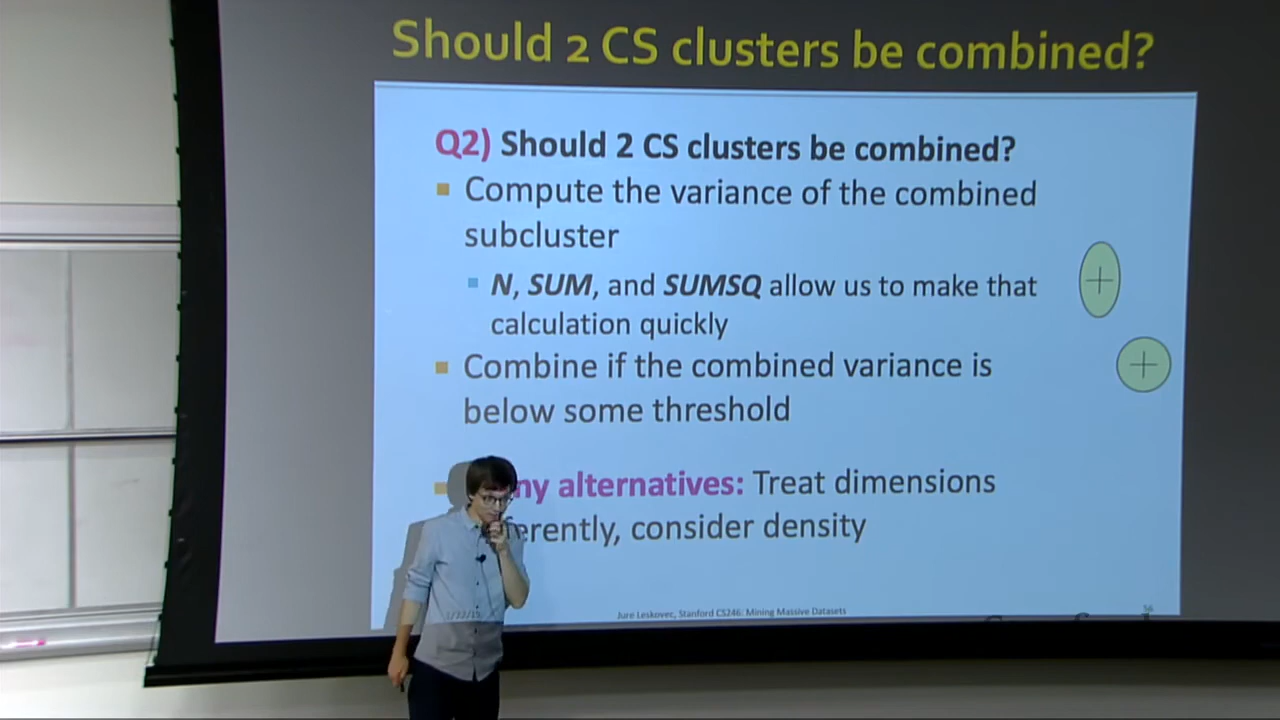 Should 2 CS clusters be combined?
Q2) Should 2 CS clusters be combined?
Compute the variance of the combined
subcluster
N, SUM, and SUMSQ allow us to make that
calculation quickly
Combine if the combined variance is
below some threshold
alternatives: Treat dimensions
consider density
Jure Leskovec, Stanford CS246: Mining Massive Datasets